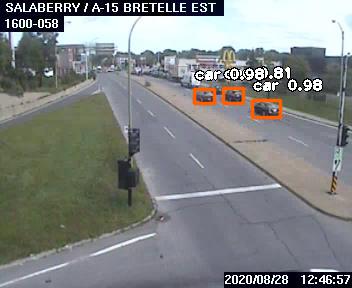 SALABERRY / A-15 BRETELLE EST
1600-058
car 0.98
0.81
car 0.98
2020/08/28 12:46:57